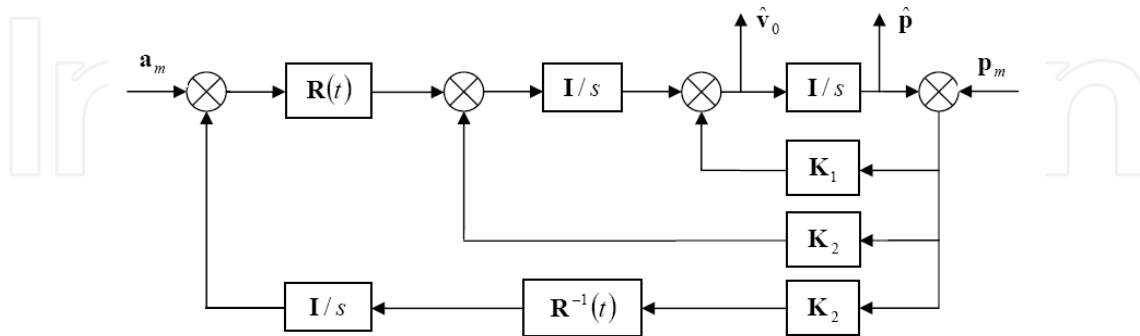 v̂₀
p̂
aₘ
R(t)
I / s
I / s
pₘ
K₁
K₂
I / s
R⁻¹(t)
K₂